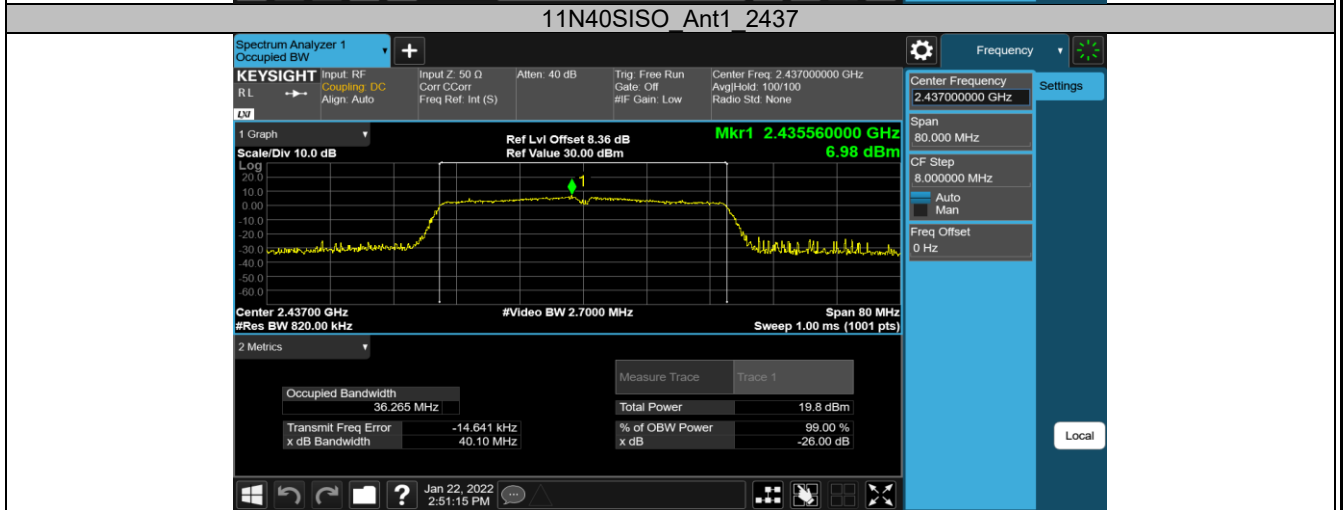 11N40SISO_Ant1_2437
Spectrum Analyzer 1
Occupied BW
Frequency
KEYSIGHT
Input: RF
Input Z: 50 Ω
Atten: 40 dB
Trig: Free Run
Center Freq: 2.437000000 GHz
R L
Coupling: DC
Corr CCorr
Gate: Off
Avg|Hold: 100/100
Align: Auto
Freq Ref: Int (S)
#IF Gain: Low
Radio Std: None
LXI
Center Frequency
2.437000000 GHz
Settings
Span
80.000 MHz
CF Step
8.000000 MHz
Auto
Man
Freq Offset
0 Hz
1 Graph
Ref Lvl Offset 8.36 dB
Mkr1 2.435560000 GHz
Scale/Div 10.0 dB
Ref Value 30.00 dBm
6.98 dBm
Log
20.0
10.0
0.00
-10.0
-20.0
-30.0
-40.0
-50.0
-60.0
1
Center 2.43700 GHz
#Video BW 2.7000 MHz
Span 80 MHz
#Res BW 820.00 kHz
Sweep 1.00 ms (1001 pts)
2 Metrics
Measure Trace
Trace 1
Occupied Bandwidth
36.265 MHz
Total Power
19.8 dBm
Transmit Freq Error
-14.641 kHz
% of OBW Power
99.00 %
x dB Bandwidth
40.10 MHz
x dB
-26.00 dB
Local
?
Jan 22, 2022
2:51:15 PM